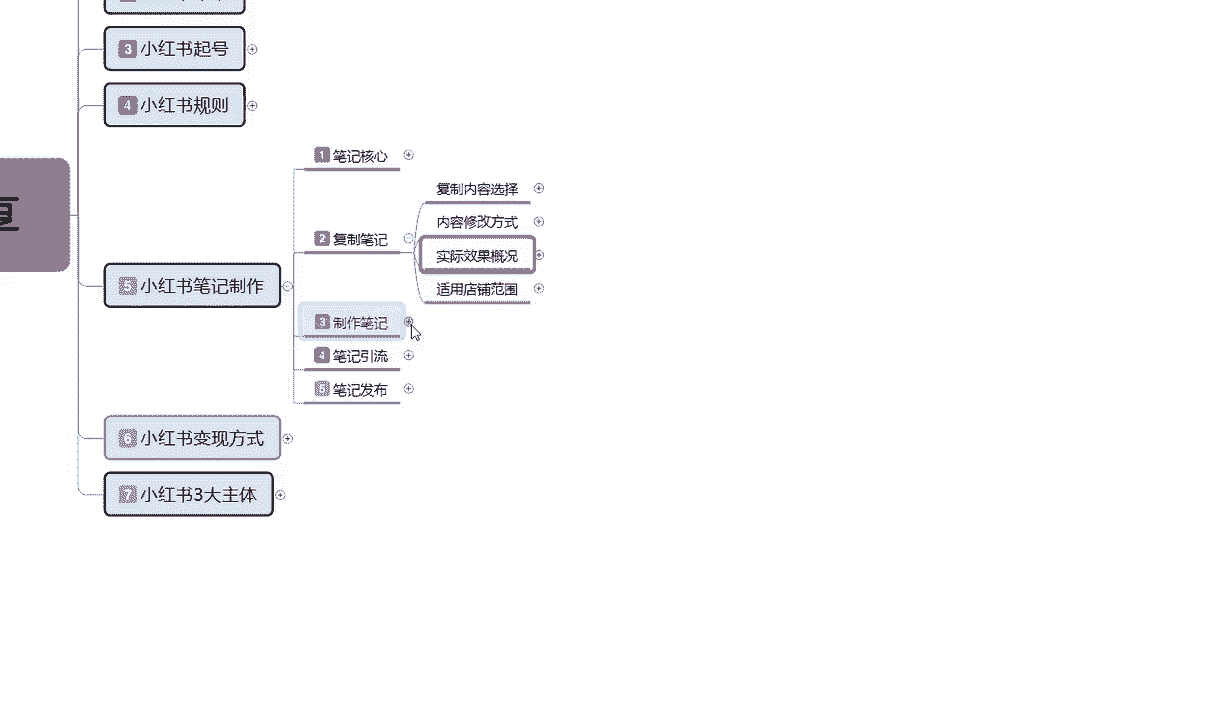 3 小红书起号
4 小红书规则
1 笔记核心
复制内容选择
内容修改方式
2 复制笔记
实际效果概况
5 小红书笔记制作
适用店铺范围
3 制作笔记
4 笔记引流
5 笔记发布
6 小红书变现方式
7 小红书3大主体